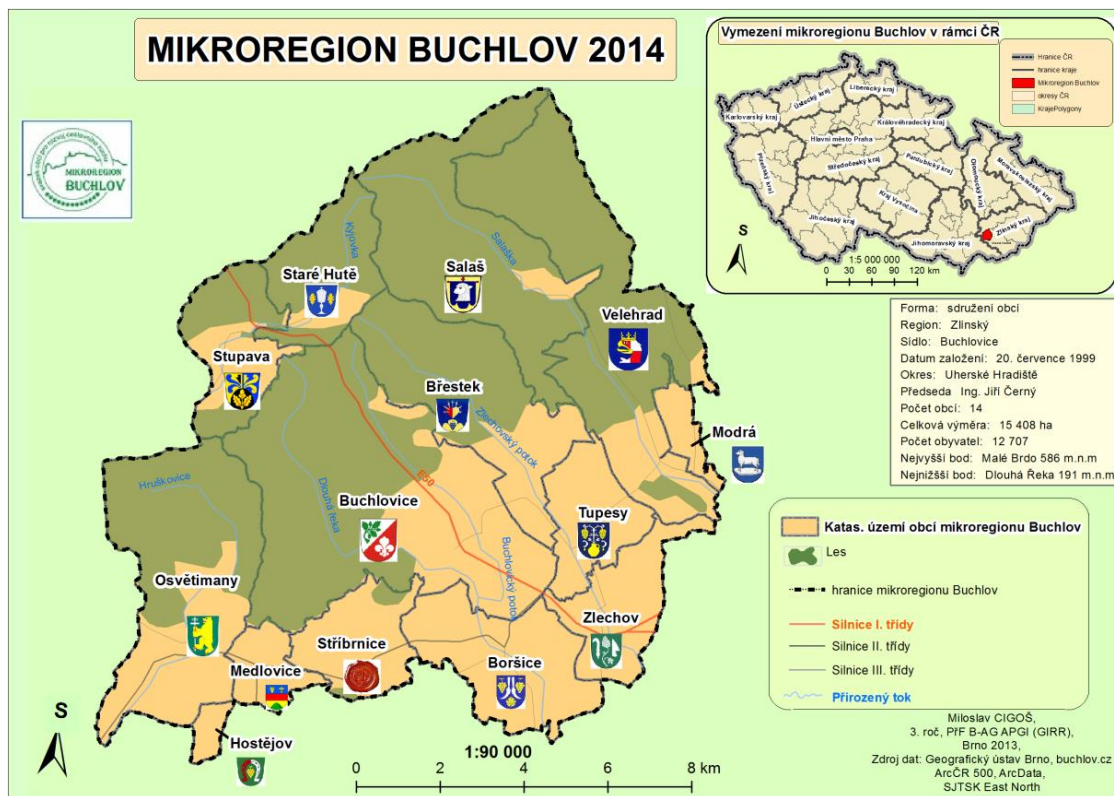 MIKROREGION BUCHLOV 2014
MIKROREGION
BUCHLOV
Vymezení mikroregionu Buchlov v rámci ČR
Hranice ČR
hranice kraje
Mikroregion Buchlov
okresy ČR
KrajePolygony
Karlovarský kraj
Ústecký kraj
Liberecký kraj
Královéhradecký kraj
Hlavní město Praha
Středočeský kraj
Pardubický kraj
Plzeňský kraj
Olomoucký kraj
Moravskoslezský kraj
Kraj Vysočina
Jihočeský kraj
Jihomoravský kraj
Zlínský kraj
S
1:5 000 000
0 30 60 90 120 km
Kyjovka
Salaška
Staré Hutě
Salaš
Velehrad
Stupava
Břestek
Zlechovský potok
Modrá
E50
Hruškovice
Dlouhá řeka
Buchlovice
Tupesy
Buchlovický potok
Osvětimany
Zlechov
Stříbrnice
Boršice
Medlovice
Hostějov
S
1:90 000
0 2 4 6 8 km
Forma: sdružení obcí
Region: Zlínský
Sídlo: Buchlovice
Datum založení: 20. července 1999
Okres: Uherské Hradiště
Předseda Ing. Jiří Černý
Počet obcí: 14
Celková výměra: 15 408 ha
Počet obyvatel: 12 707
Nejvyšší bod: Malé Brdo 586 m.n.m
Nejnižšší bod: Dlouhá Řeka 191 m.n.m
Katas. území obcí mikroregionu Buchlov
Les
hranice mikroregionu Buchlov
Silnice I. třídy
Silnice II. třídy
Silnice III. třídy
Přirozený tok
Miloslav CIGOŠ,
3. roč, PřF B-AG APGI (GIRR),
Brno 2013,
Zdroj dat: Geografický ústav Brno, buchlov.cz
ArcČR 500, ArcData,
SJTSK East North